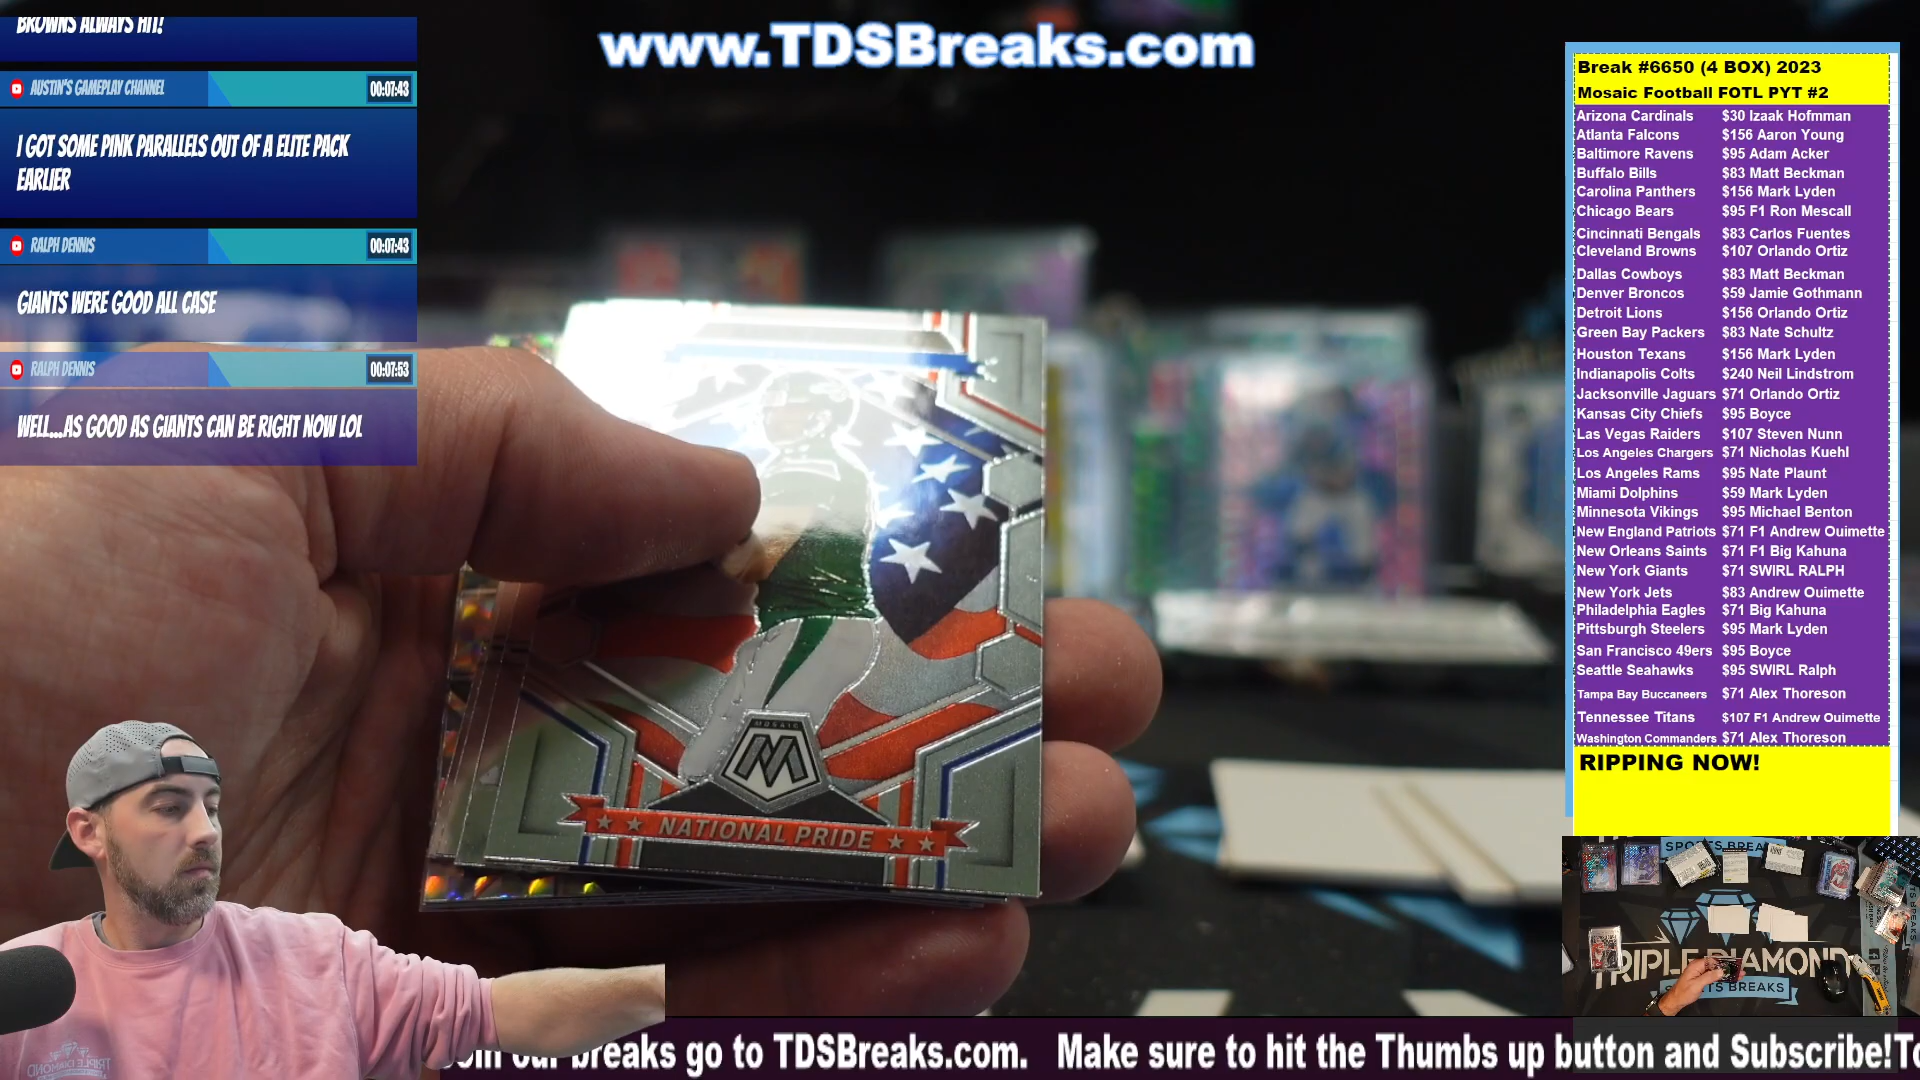 BROWNS ALWAYS HIT!
AUSTIN'S GAMEPLAY CHANNEL 00:07:43
I GOT SOME PINK PARALLELS OUT OF A ELITE PACK
EARLIER
RALPH DENNIS 00:07:43
GIANTS WERE GOOD ALL CASE
RALPH DENNIS 00:07:53
WELL...AS GOOD AS GIANTS CAN BE RIGHT NOW LOL
www.TDSBreaks.com
MOSAIC
NATIONAL PRIDE
Break #6650 (4 BOX) 2023
Mosaic Football FOTL PYT #2
Arizona Cardinals $30 Izaak Hofmman
Atlanta Falcons $156 Aaron Young
Baltimore Ravens $95 Adam Acker
Buffalo Bills $83 Matt Beckman
Carolina Panthers $156 Mark Lyden
Chicago Bears $95 F1 Ron Mescall
Cincinnati Bengals $83 Carlos Fuentes
Cleveland Browns $107 Orlando Ortiz
Dallas Cowboys $83 Matt Beckman
Denver Broncos $59 Jamie Gothmann
Detroit Lions $156 Orlando Ortiz
Green Bay Packers $83 Nate Schultz
Houston Texans $156 Mark Lyden
Indianapolis Colts $240 Neil Lindstrom
Jacksonville Jaguars $71 Orlando Ortiz
Kansas City Chiefs $95 Boyce
Las Vegas Raiders $107 Steven Nunn
Los Angeles Chargers $71 Nicholas Kuehl
Los Angeles Rams $95 Nate Plaunt
Miami Dolphins $59 Mark Lyden
Minnesota Vikings $95 Michael Benton
New England Patriots $71 F1 Andrew Ouimette
New Orleans Saints $71 F1 Big Kahuna
New York Giants $71 SWIRL RALPH
New York Jets $83 Andrew Ouimette
Philadelphia Eagles $71 Big Kahuna
Pittsburgh Steelers $95 Mark Lyden
San Francisco 49ers $95 Boyce
Seattle Seahawks $95 SWIRL Ralph
Tampa Bay Buccaneers $71 Alex Thoreson
Tennessee Titans $107 F1 Andrew Ouimette
Washington Commanders $71 Alex Thoreson
RIPPING NOW!
SPORTS BREAKS
TRIPLE DIAMOND
SPORTS BREAKS
our breaks go to TDSBreaks.com. Make sure to hit the Thumbs up button and Subscribe!